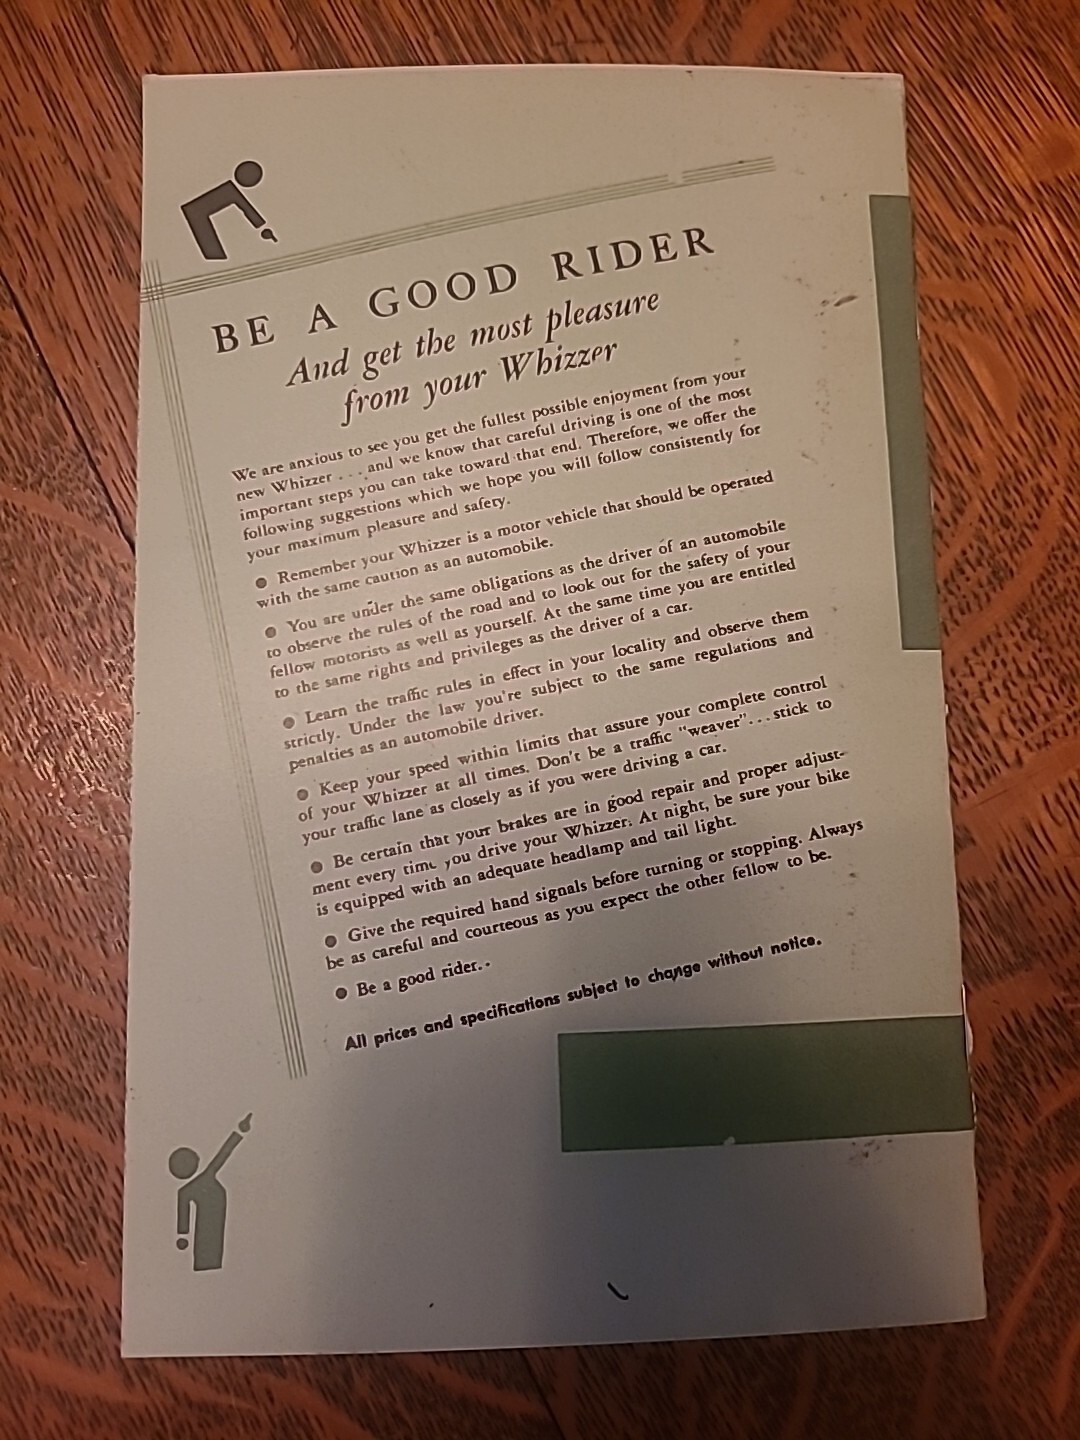 BE A GOOD RIDER
And get the most pleasure
from your Whizzer
We are anxious to see you get the fullest possible enjoyment from your
new Whizzer . . . and we know that careful driving is one of the most
important steps you can take toward that end. Therefore, we offer the
following suggestions which we hope you will follow consistently for
your maximum pleasure and safety.
● Remember your Whizzer is a motor vehicle that should be operated
with the same caution as an automobile.
● You are under the same obligations as the driver of an automobile
to observe the rules of the road and to look out for the safety of your
fellow motorists as well as yourself. At the same time you are entitled
to the same rights and privileges as the driver of a car.
● Learn the traffic rules in effect in your locality and observe them
strictly. Under the law you're subject to the same regulations and
penalties as an automobile driver.
● Keep your speed within limits that assure your complete control
of your Whizzer at all times. Don't be a traffic "weaver" . . . stick to
your traffic lane as closely as if you were driving a car.
● Be certain that your brakes are in good repair and proper adjust-
ment every time you drive your Whizzer. At night, be sure your bike
is equipped with an adequate headlamp and tail light.
● Give the required hand signals before turning or stopping. Always
be as careful and courteous as you expect the other fellow to be.
● Be a good rider. .
All prices and specifications subject to change without notice.